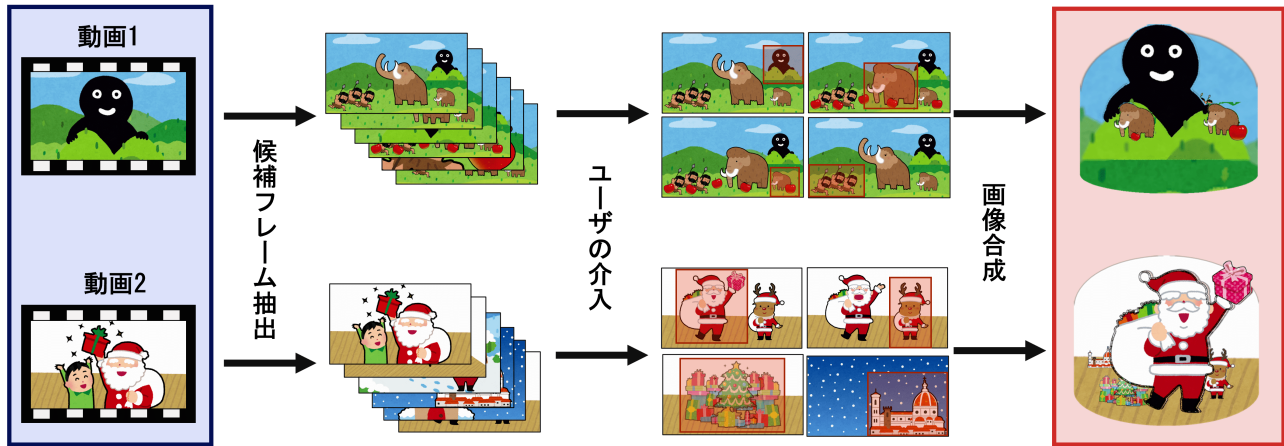 動画1
候補フレーム抽出
ユーザの介入
画像合成
動画2